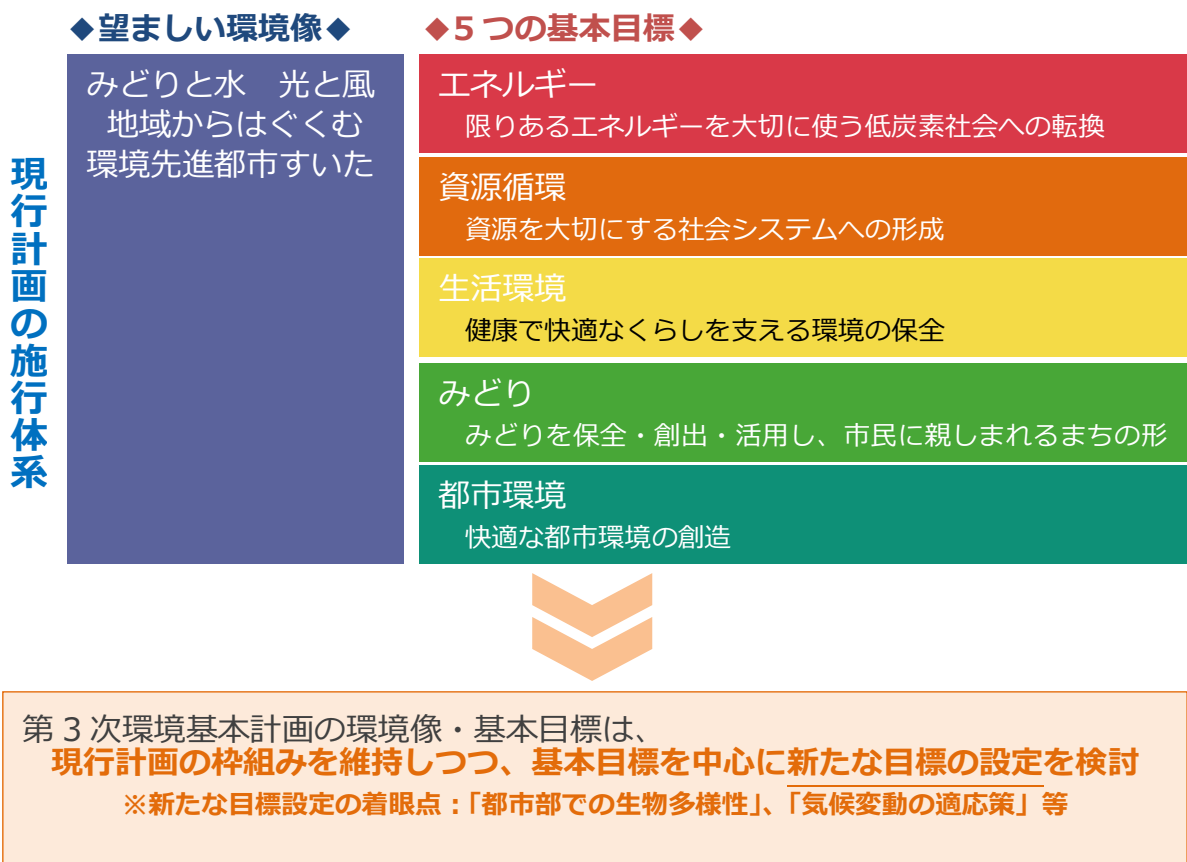 現行計画の施行体系
◆望ましい環境像◆
みどりと水　光と風
地域からはぐくむ
環境先進都市すいた
◆5つの基本目標◆
エネルギー
限りあるエネルギーを大切に使う低炭素社会への転換
資源循環
資源を大切にする社会システムへの形成
生活環境
健康で快適なくらしを支える環境の保全
みどり
みどりを保全・創出・活用し、市民に親しまれるまちの形
都市環境
快適な都市環境の創造
第3次環境基本計画の環境像・基本目標は、
現行計画の枠組みを維持しつつ、基本目標を中心に新たな目標の設定を検討
※新たな目標設定の着眼点：「都市部での生物多様性」、「気候変動の適応策」等